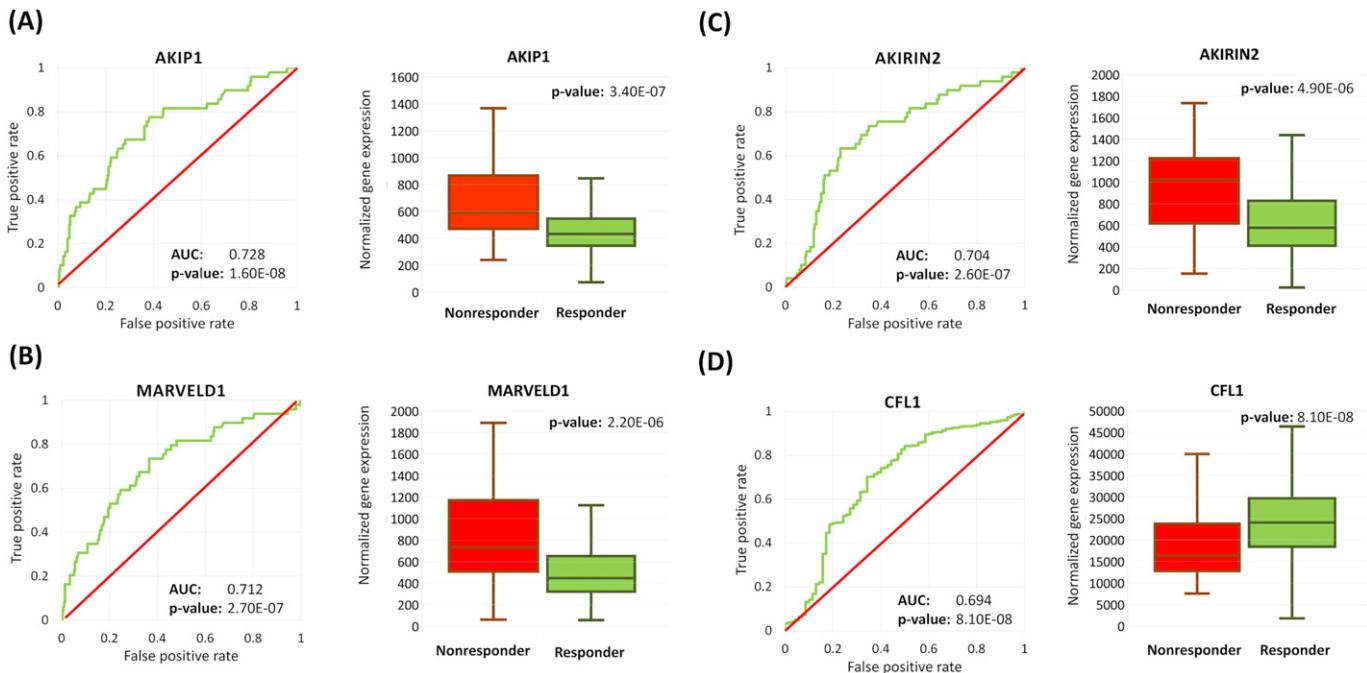 (A)
AKIP1
True positive rate
1
0.8
0.6
0.4
0.2
0
0 0.2 0.4 0.6 0.8 1
False positive rate
AUC: 0.728
p-value: 1.60E-08
AKIP1
Normalized gene expression
1600
1400
1200
1000
800
600
400
200
0
p-value: 3.40E-07
Nonresponder Responder
(C)
AKIRIN2
True positive rate
1
0.8
0.6
0.4
0.2
0
0 0.2 0.4 0.6 0.8 1
False positive rate
AUC: 0.704
p-value: 2.60E-07
AKIRIN2
Normalized gene expression
2000
1800
1600
1400
1200
1000
800
600
400
200
0
p-value: 4.90E-06
Nonresponder Responder
(B)
MARVELD1
True positive rate
1
0.8
0.6
0.4
0.2
0
0 0.2 0.4 0.6 0.8 1
False positive rate
AUC: 0.712
p-value: 2.70E-07
MARVELD1
Normalized gene expression
2000
1800
1600
1400
1200
1000
800
600
400
200
0
p-value: 2.20E-06
Nonresponder Responder
(D)
CFL1
True positive rate
1
0.8
0.6
0.4
0.2
0
0 0.2 0.4 0.6 0.8 1
False positive rate
AUC: 0.694
p-value: 8.10E-08
CFL1
Normalized gene expression
50000
45000
40000
35000
30000
25000
20000
15000
10000
5000
0
p-value: 8.10E-08
Nonresponder Responder